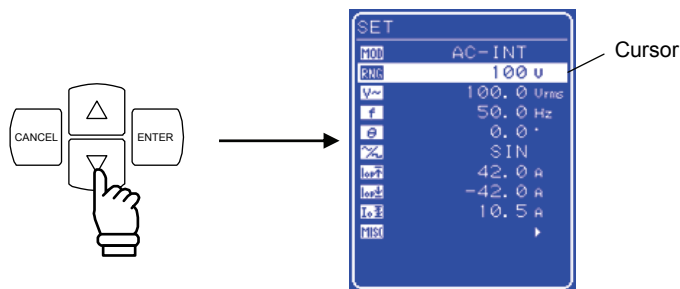 CANCEL
ENTER
SET
MOD AC-INT
RNG 100 V
V~ 100.0 Vrms
f 50.0 Hz
θ 0.0 °
SIN
42.0 A
-42.0 A
10.5 A
MISC
Cursor